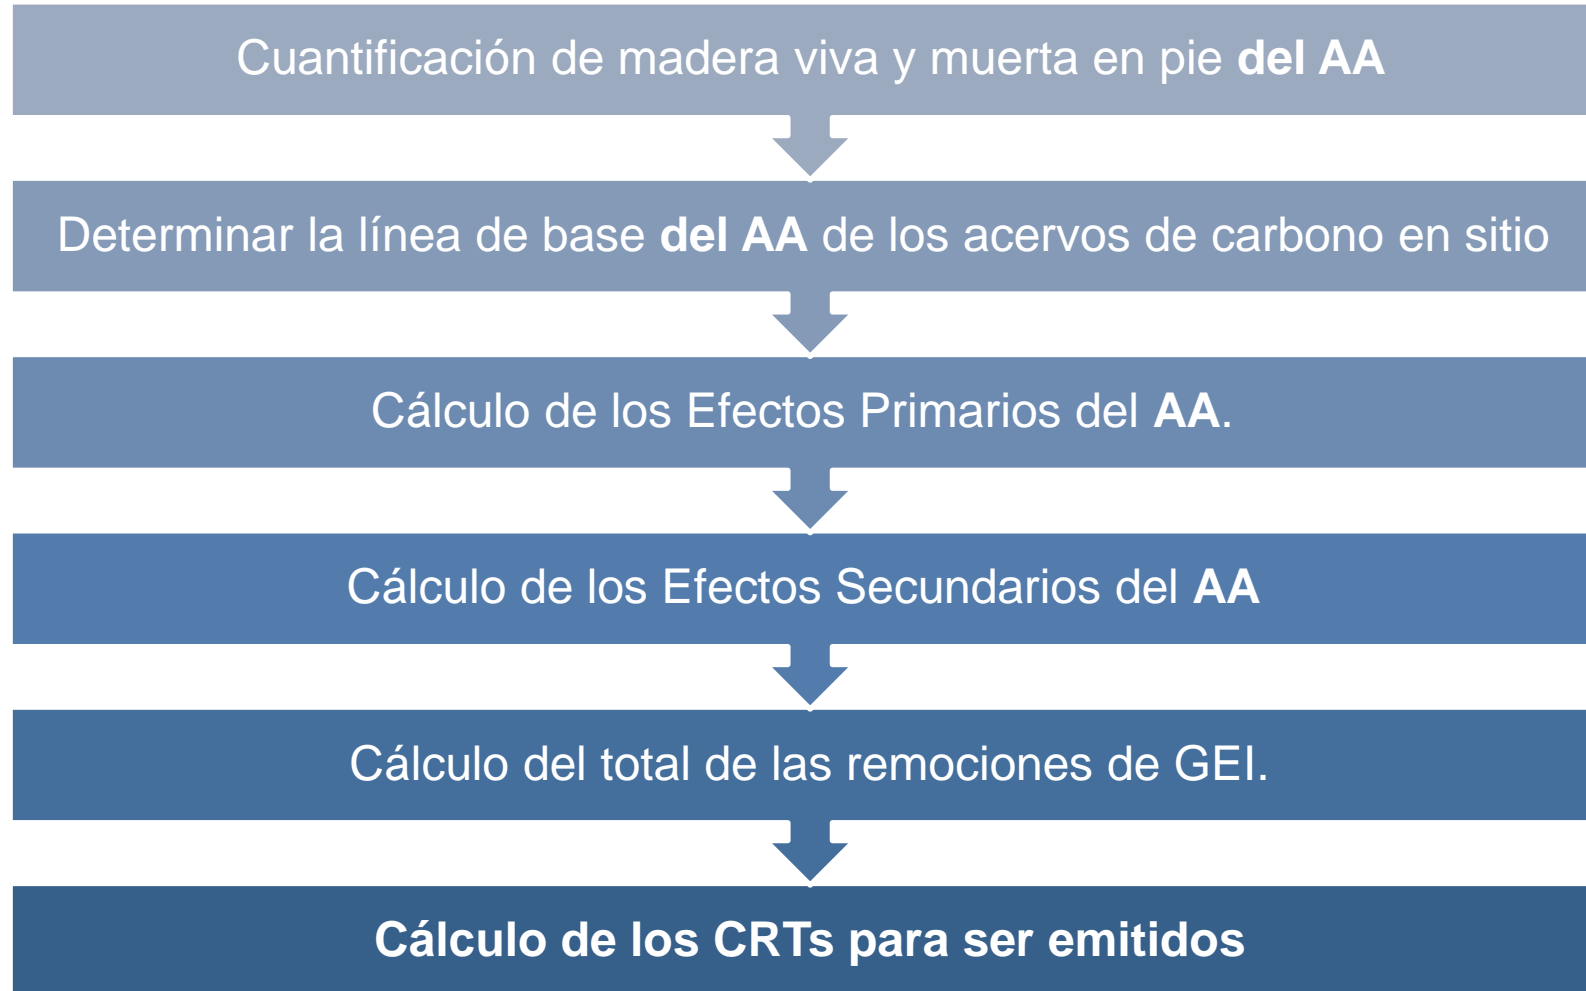 Cuantificación de madera viva y muerta en pie del AA
Determinar la línea de base del AA de los acervos de carbono en sitio
Cálculo de los Efectos Primarios del AA.
Cálculo de los Efectos Secundarios del AA
Cálculo del total de las remociones de GEI.
Cálculo de los CRTs para ser emitidos